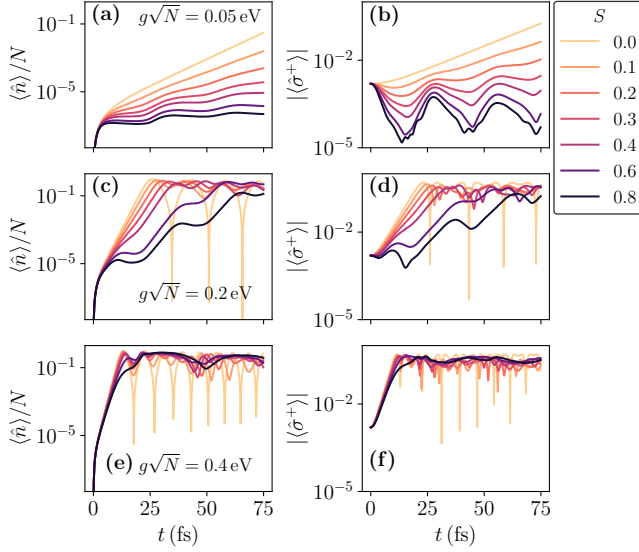 (a) g√N = 0.05 eV
⟨n̂⟩/N
10⁻¹
10⁻⁵
(b)
|⟨σ̂⁺⟩|
10⁻²
10⁻⁵
S
0.0
0.1
0.2
0.3
0.4
0.6
0.8
(c)
⟨n̂⟩/N
10⁻¹
10⁻⁵
g√N = 0.2 eV
(d)
|⟨σ̂⁺⟩|
10⁻²
10⁻⁵
⟨n̂⟩/N
10⁻¹
10⁻⁵
(e) g√N = 0.4 eV
|⟨σ̂⁺⟩|
10⁻²
10⁻⁵
(f)
0 25 50 75
t (fs)
0 25 50 75
t (fs)